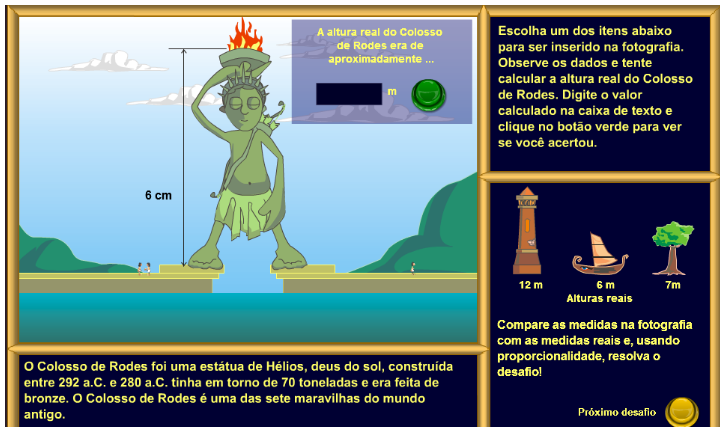 A altura real do Colosso
de Rodes era de
aproximadamente ...
m
6 cm
Escolha um dos itens abaixo
para ser inserido na fotografia.
Observe os dados e tente
calcular a altura real do Colosso
de Rodes. Digite o valor
calculado na caixa de texto e
clique no botão verde para ver
se você acertou.
12 m
6 m
7m
Alturas reais
Compare as medidas na fotografia
com as medidas reais e, usando
proporcionalidade, resolva o
desafio!
Próximo desafio
O Colosso de Rodes foi uma estátua de Hélios, deus do sol, construída
entre 292 a.C. e 280 a.C. tinha em torno de 70 toneladas e era feita de
bronze. O Colosso de Rodes é uma das sete maravilhas do mundo
antigo.